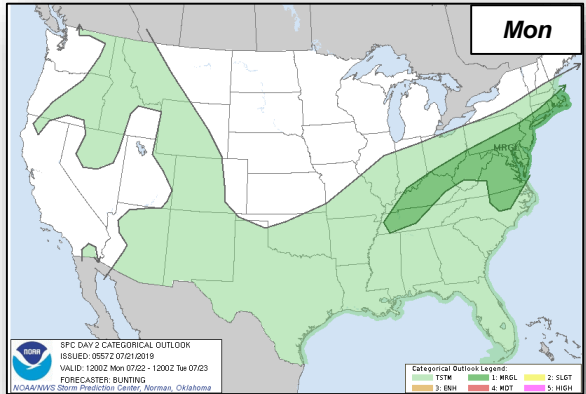 Mon
MRGL
SPC DAY 2 CATEGORICAL OUTLOOK
ISSUED: 0557Z 07/21/2019
VALID: 1200Z Mon 07/22 - 1200Z Tue 07/23
FORECASTER: BUNTING
NOAA/NWS Storm Prediction Center, Norman, Oklahoma
NOAA
Categorical Outlook Legend:
TSTM 1: MRGL 2: SLGT
3: ENH 4: MDT 5: HIGH